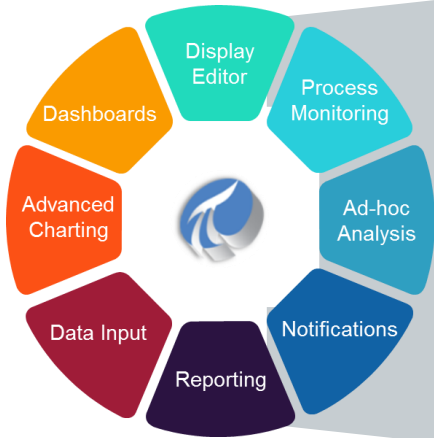 Display
Editor
Process
Monitoring
Ad-hoc
Analysis
Notifications
Reporting
Data Input
Advanced
Charting
Dashboards